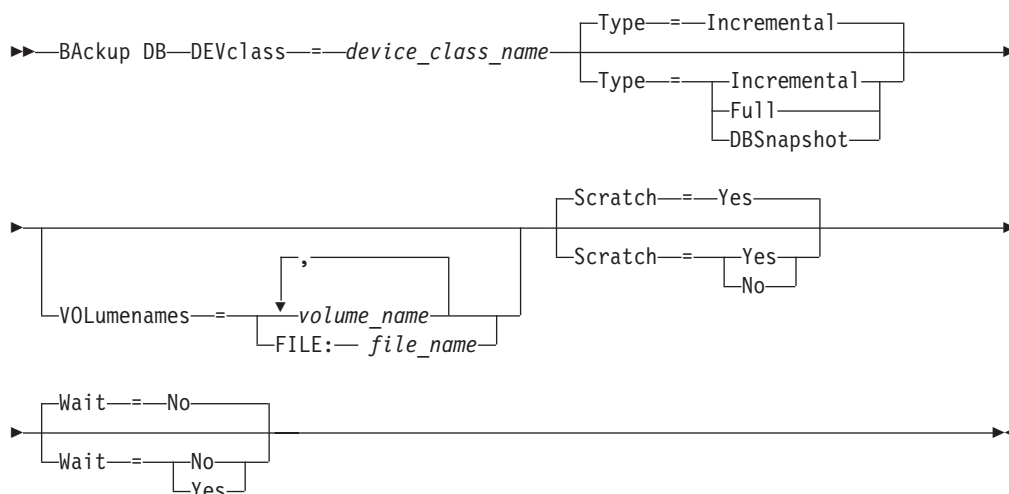 Type = Incremental
BAckup DB DEVclass = device_class_name
Type = Incremental
Full
DBSnapshot
Scratch = Yes
Scratch = Yes
No
,
VOLumenames = volume_name
FILE: file_name
Wait = No
Wait = No
Yes